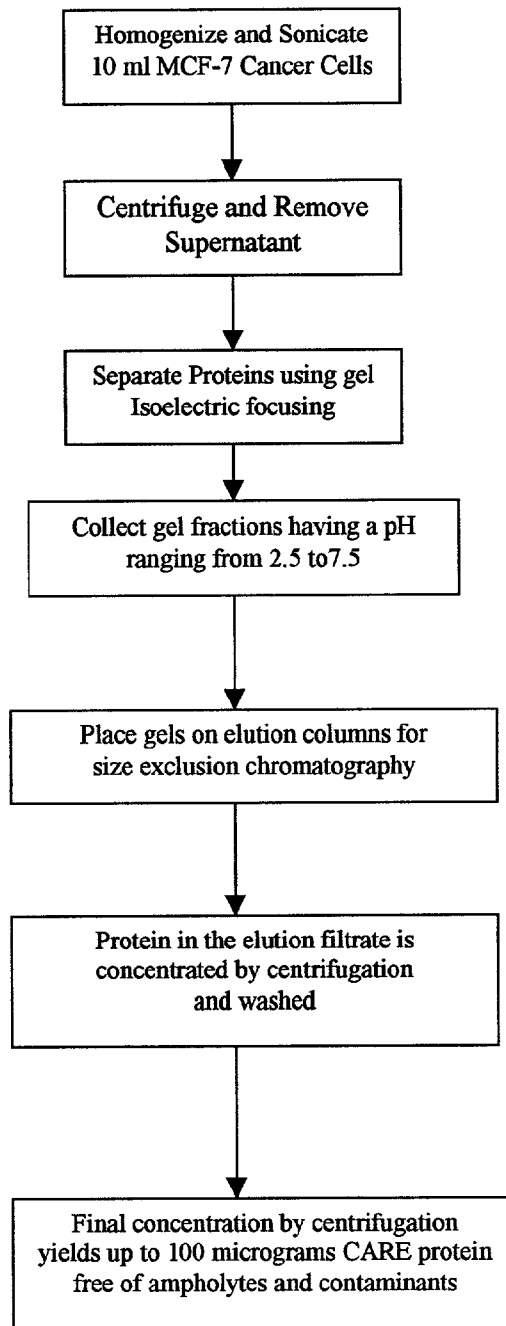 Homogenize and Sonicate
10 ml MCF-7 Cancer Cells
Centrifuge and Remove
Supernatant
Separate Proteins using gel
Isoelectric focusing
Collect gel fractions having a pH
ranging from 2.5 to7.5
Place gels on elution columns for
size exclusion chromatography
Protein in the elution filtrate is
concentrated by centrifugation
and washed
Final concentration by centrifugation
yields up to 100 micrograms CARE protein
free of ampholytes and contaminants